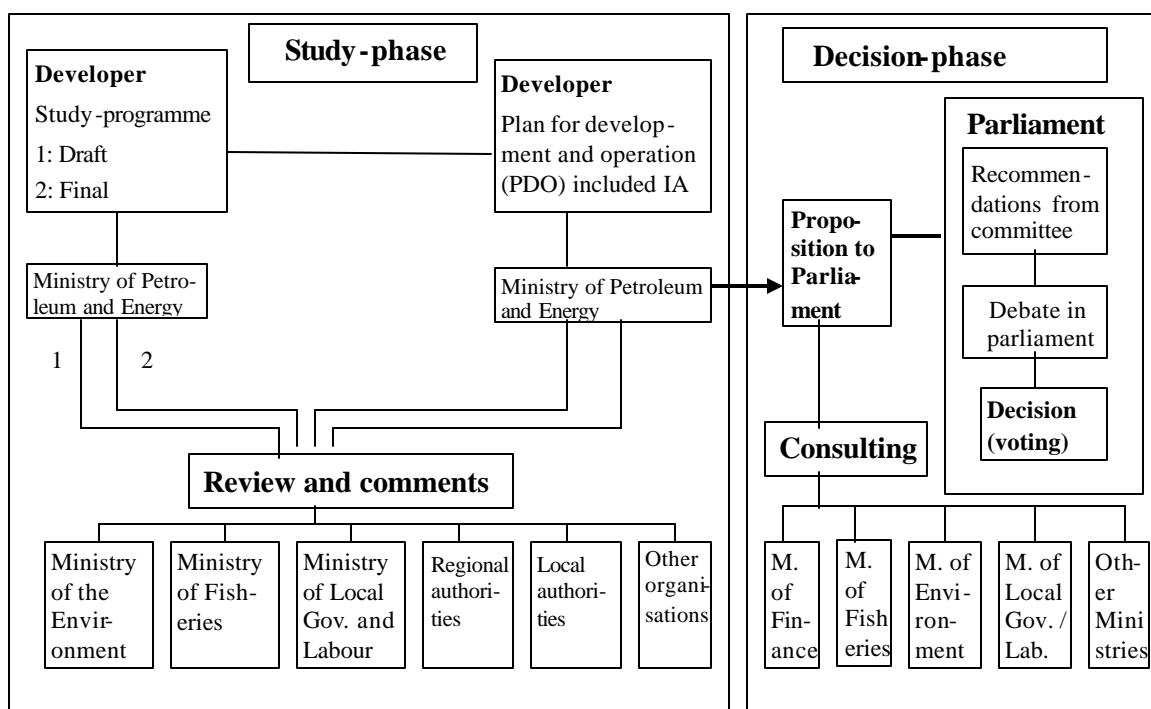 Study-phase
Developer
Study-programme
1: Draft
2: Final
Developer
Plan for develop-
ment and operation
(PDO) included IA
Ministry of Petro-
leum and Energy
Ministry of Petroleum
and Energy
1
2
Review and comments
Ministry
of the
Envir-
onment
Ministry
of Fish-
eries
Ministry
of Local
Gov. and
Labour
Regional
authori-
ties
Local
authori-
ties
Other
organi-
sations
Decision-phase
Propo-
sition to
Parlia-
ment
Parliament
Recommen-
dations from
committee
Debate in
parliament
Decision
(voting)
Consulting
M.
of
Fin-
ance
M.
of
Fish
eries
M. of
Envi-
ron-
ment
M. of
Local
Gov. /
Lab.
Oth-
er
Mini
stries